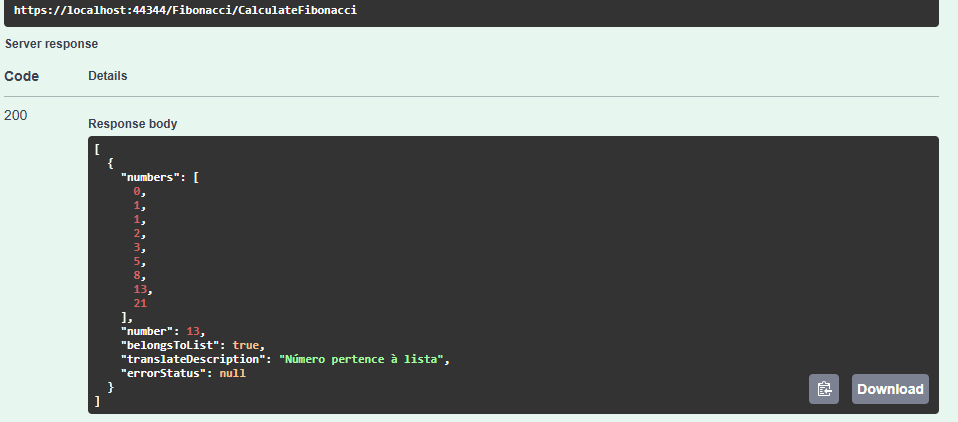 https://localhost:44344/Fibonacci/CalculateFibonacci
Server response
Code Details
200
Response body
[
  {
    "numbers": [
      0,
      1,
      1,
      2,
      3,
      5,
      8,
      13,
      21
    ],
    "number": 13,
    "belongsToList": true,
    "translateDescription": "Número pertence à lista",
    "errorStatus": null
  }
]
Download